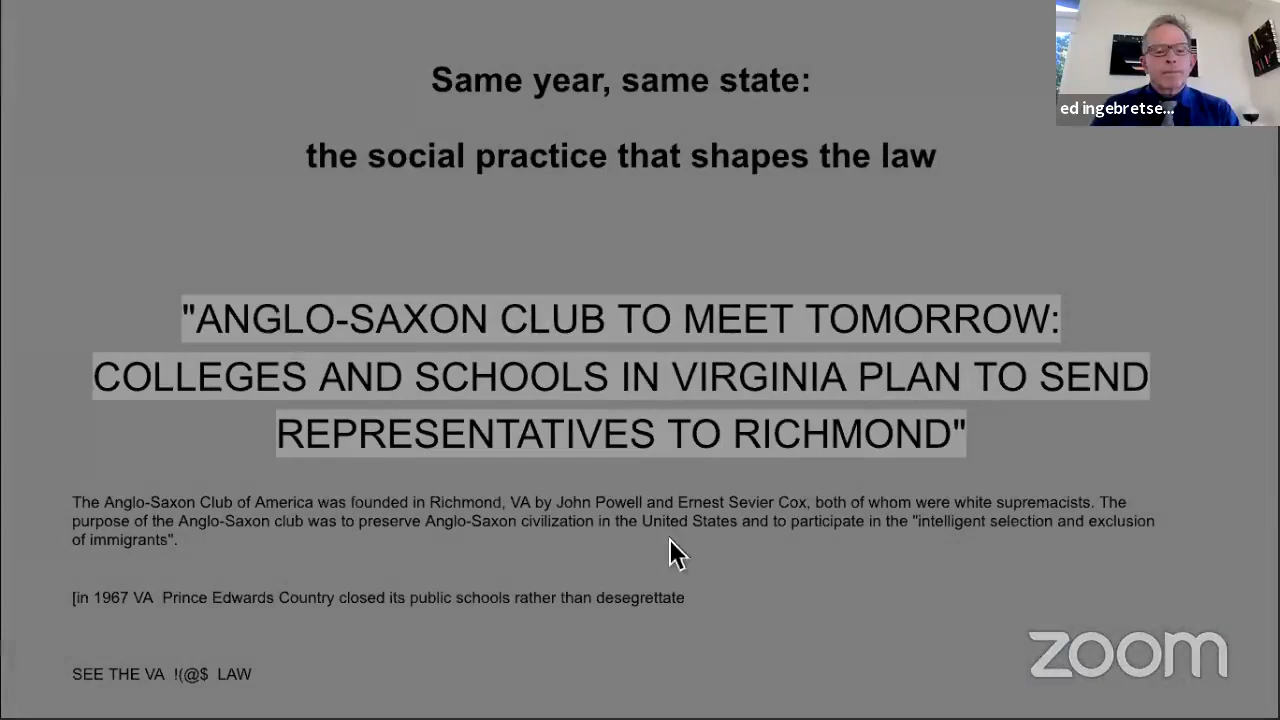 Same year, same state:
the social practice that shapes the law
"ANGLO-SAXON CLUB TO MEET TOMORROW:
COLLEGES AND SCHOOLS IN VIRGINIA PLAN TO SEND
REPRESENTATIVES TO RICHMOND"
The Anglo-Saxon Club of America was founded in Richmond, VA by John Powell and Ernest Sevier Cox, both of whom were white supremacists. The
purpose of the Anglo-Saxon club was to preserve Anglo-Saxon civilization in the United States and to participate in the "intelligent selection and exclusion
of immigrants".
[in 1967 VA Prince Edwards Country closed its public schools rather than desegrettate
SEE THE VA !(@$ LAW
ed ingebretse...
zoom